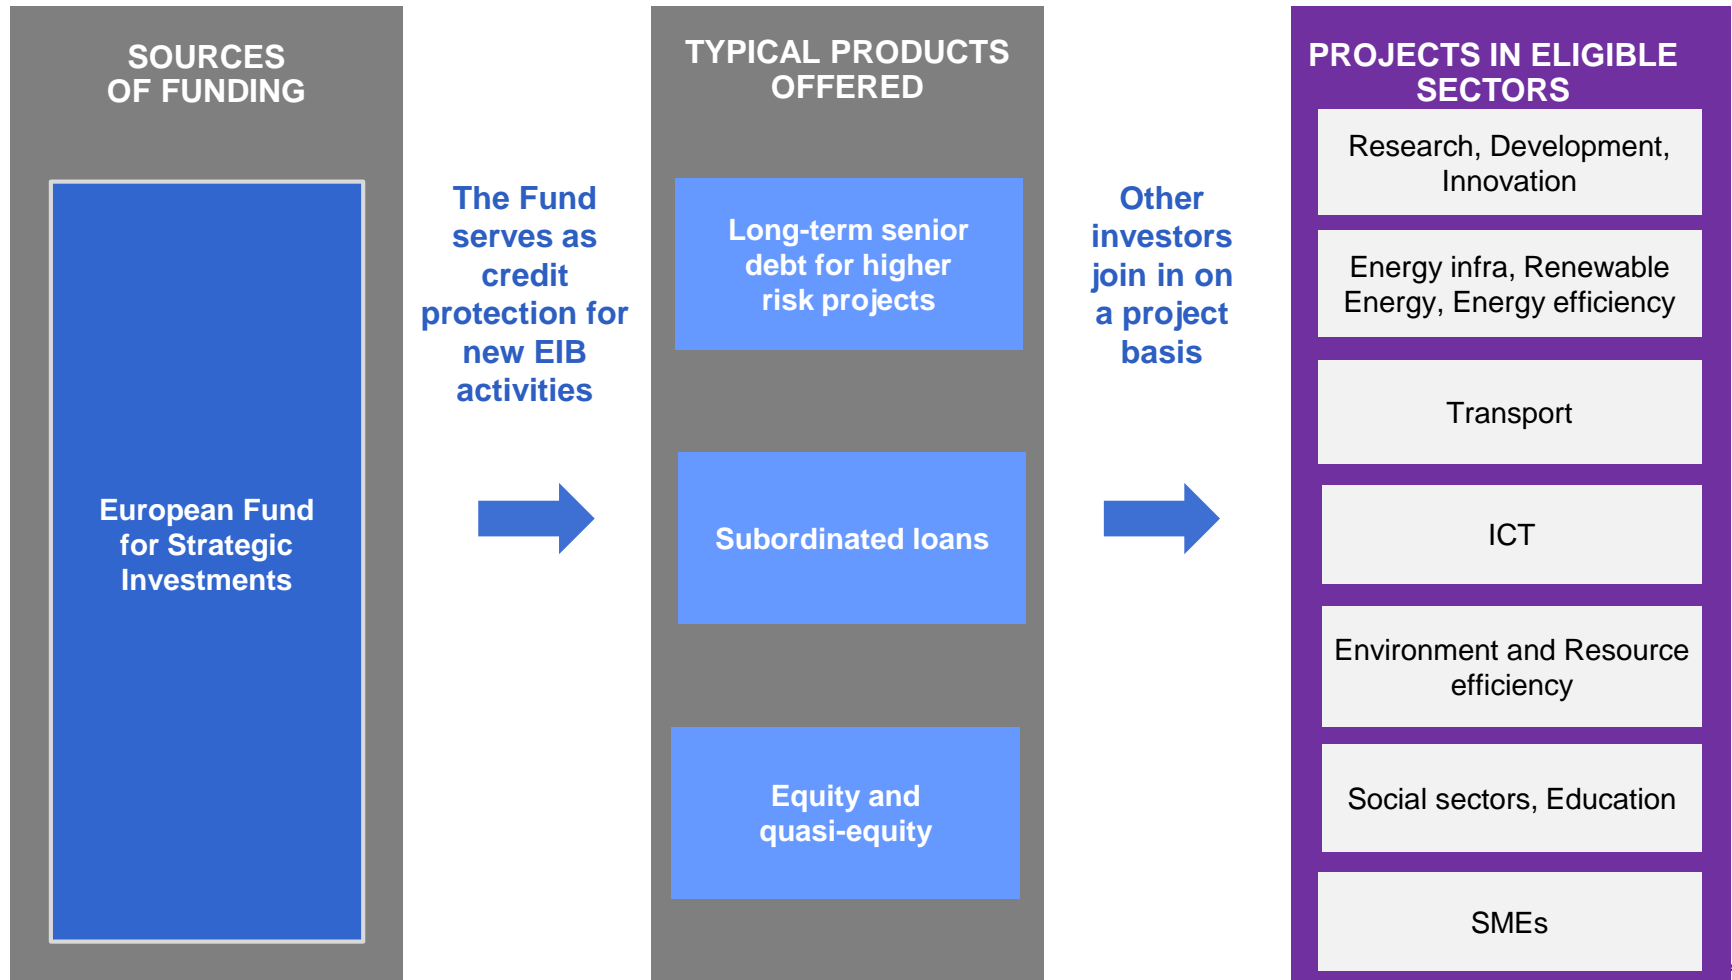 SOURCES
OF FUNDING
European Fund
for Strategic
Investments
The Fund
serves as
credit
protection for
new EIB
activities
TYPICAL PRODUCTS
OFFERED
Long-term senior
debt for higher
risk projects
Subordinated loans
Equity and
quasi-equity
Other
investors
join in on
a project
basis
PROJECTS IN ELIGIBLE
SECTORS
Research, Development,
Innovation
Energy infra, Renewable
Energy, Energy efficiency
Transport
ICT
Environment and Resource
efficiency
Social sectors, Education
SMEs